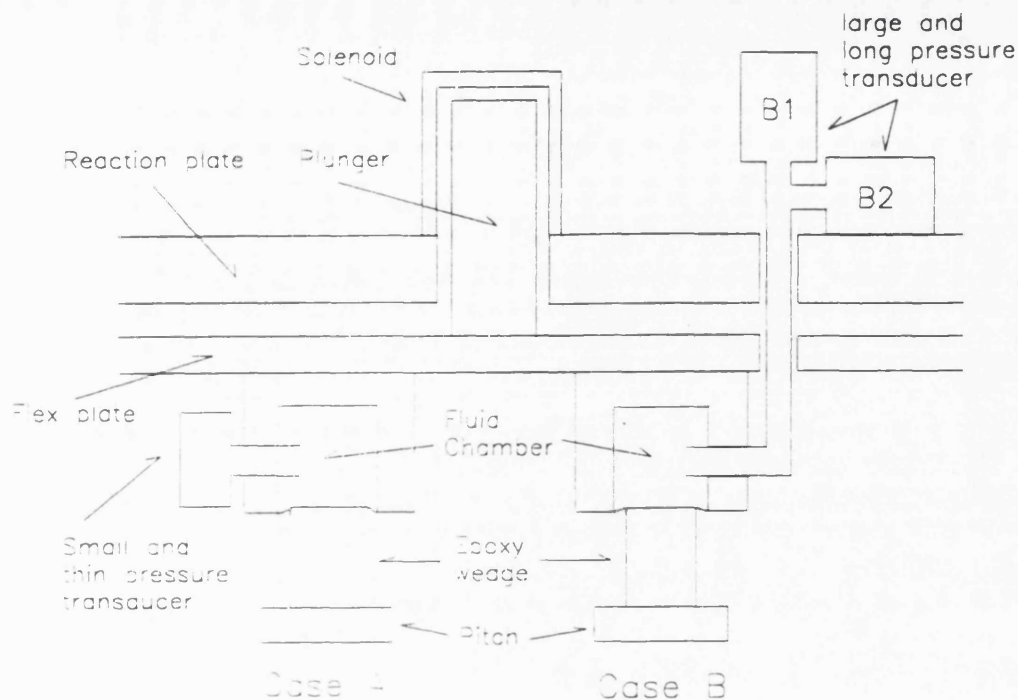 large and
long pressure
transducer
Solenoid
B1
Reaction plate
Plunger
B2
Flex plate
Fluid
Chamber
Small and
thin pressure
transducer
Epoxy
wedge
Pitch
Case A
Case B